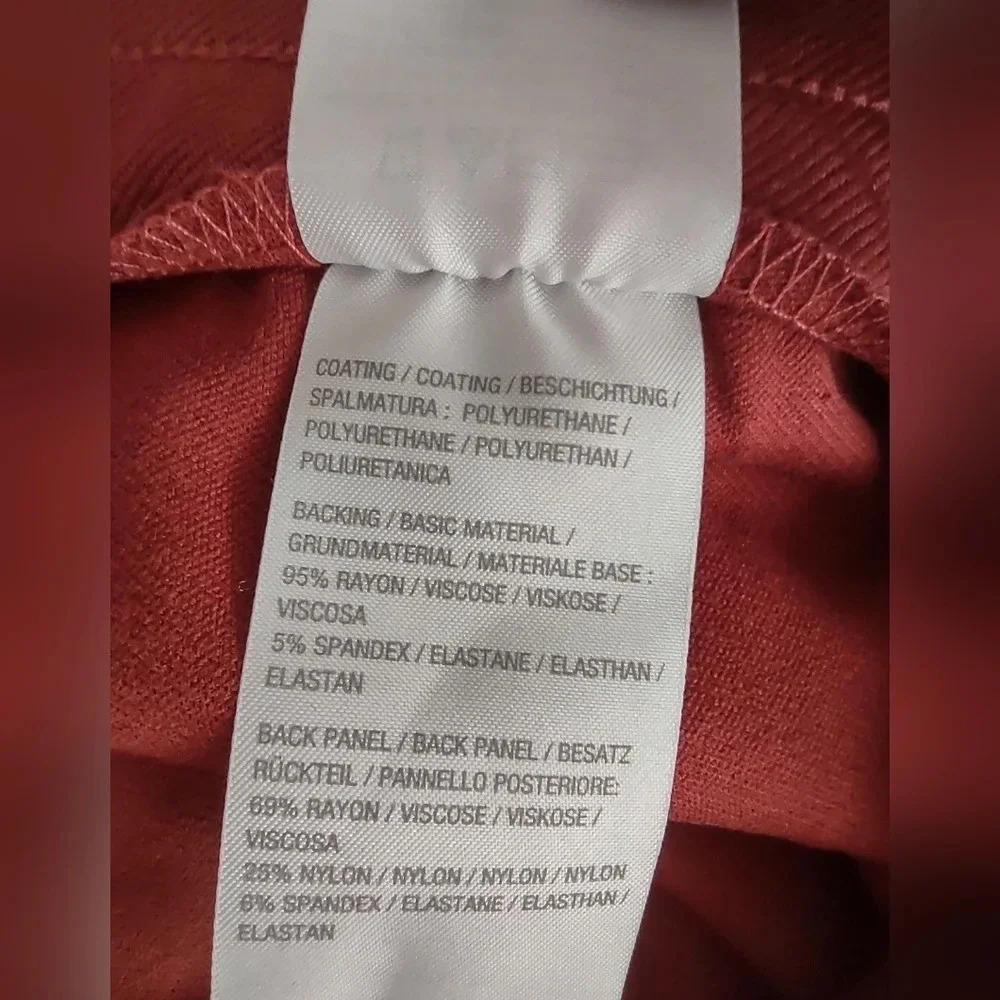 COATING / COATING / BESCHICHTUNG /
SPALMATURA : POLYURETHANE /
POLYURETHANE / POLYURETHAN /
POLIURETANICA
BACKING / BASIC MATERIAL /
GRUNDMATERIAL / MATERIALE BASE :
95% RAYON / VISCOSE / VISKOSE /
VISCOSA
5% SPANDEX / ELASTANE / ELASTHAN /
ELASTAN
BACK PANEL / BACK PANEL / BESATZ
RÜCKTEIL / PANNELLO POSTERIORE:
69% RAYON / VISCOSE / VISKOSE /
VISCOSA
25% NYLON / NYLON / NYLON / NYLON
6% SPANDEX / ELASTANE / ELASTHAN /
ELASTAN